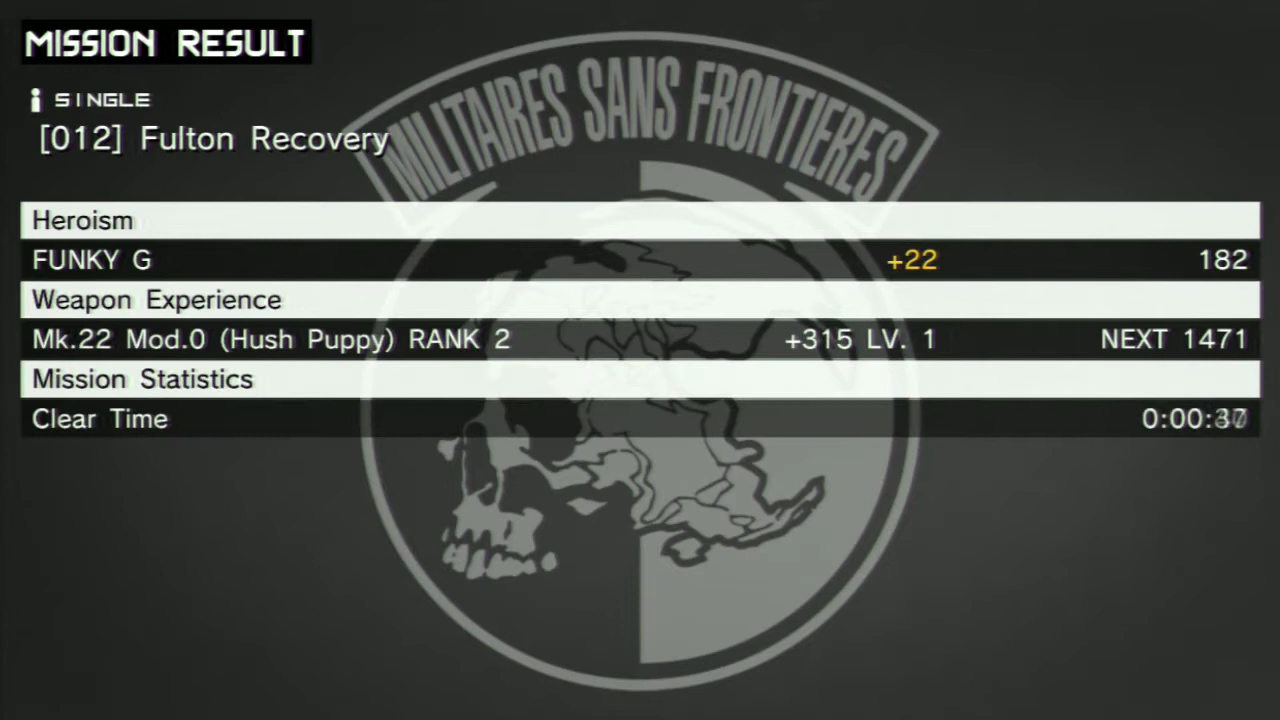 MISSION RESULT
SINGLE
[012] Fulton Recovery
MILITAIRES SANS FRONTIERES
Heroism
FUNKY G +22 182
Weapon Experience
Mk.22 Mod.0 (Hush Puppy) RANK 2 +315 LV. 1 NEXT 1471
Mission Statistics
Clear Time